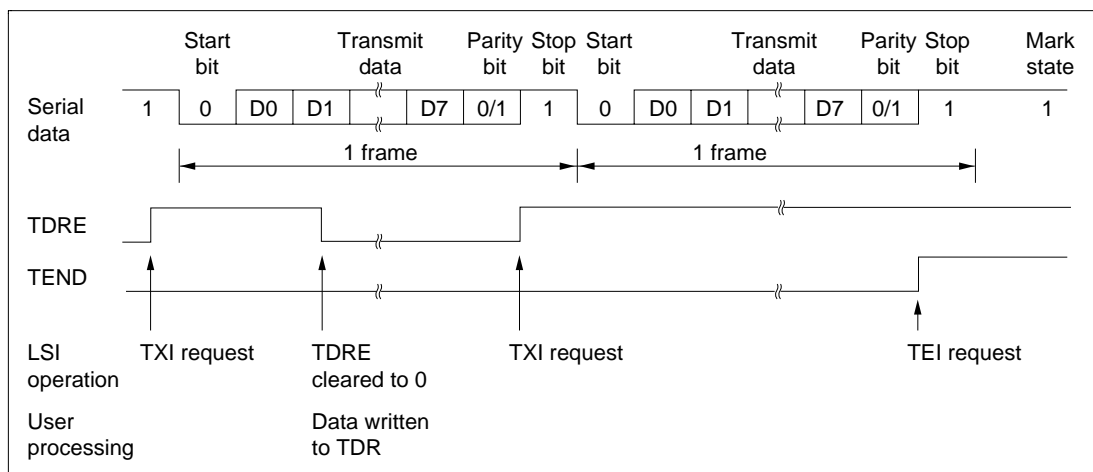 Start bit
Transmit data
Parity bit
Stop bit
Start bit
Transmit data
Parity bit
Stop bit
Mark state
Serial data
1 0 D0 D1 D7 0/1 1 0 D0 D1 D7 0/1 1 1
1 frame 1 frame
TDRE
TEND
LSI operation
TXI request
TDRE cleared to 0
TXI request
TEI request
User processing
Data written to TDR